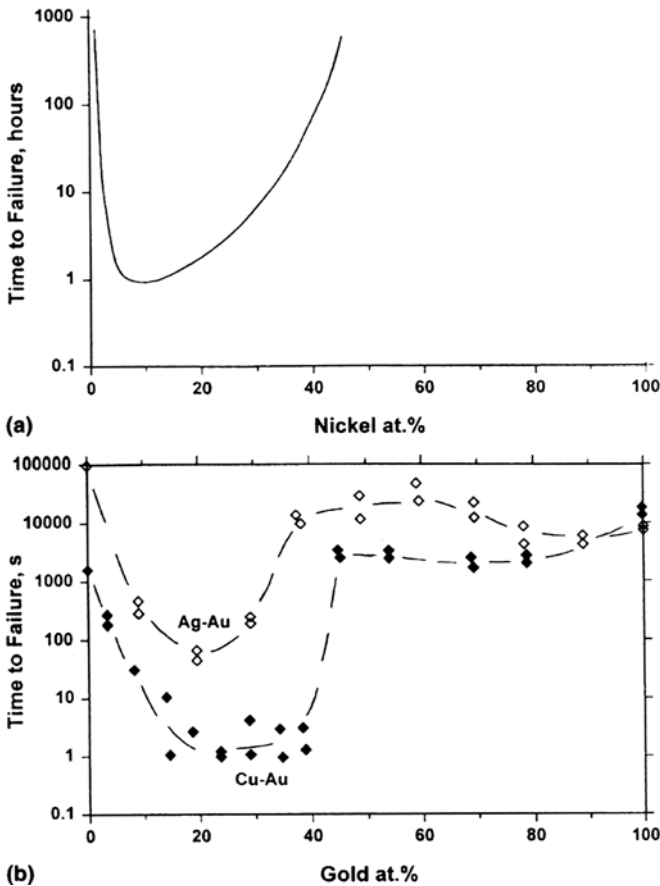 1000
100
10
1
0.1
Time to Failure, hours
0 20 40 60 80 100
(a) Nickel at.%
100000
10000
1000
100
10
1
0.1
Time to Failure, s
Ag-Au
Cu-Au
0 20 40 60 80 100
(b) Gold at.%